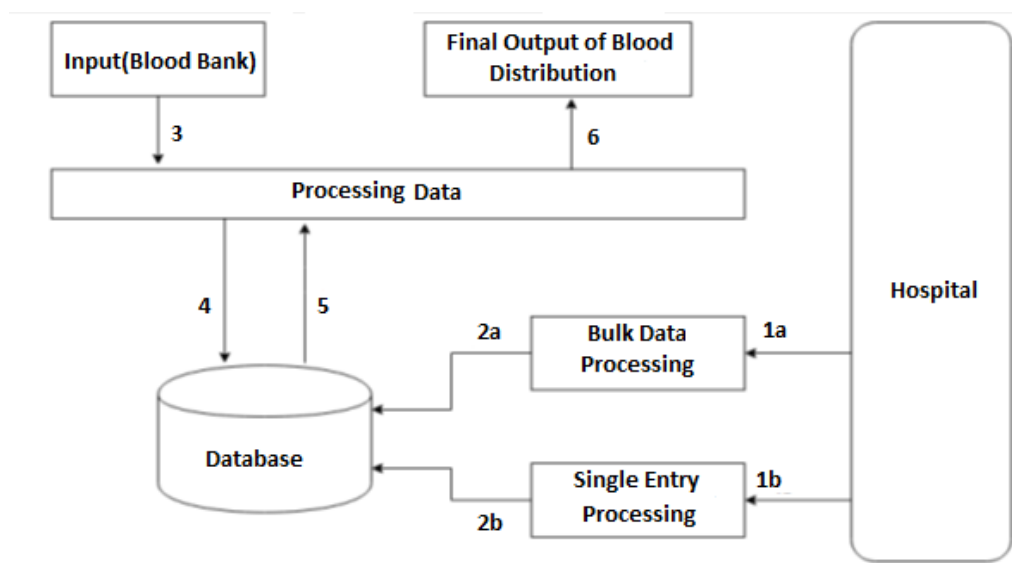 Input(Blood Bank)
Final Output of Blood
Distribution
3
6
Processing Data
Hospital
4
5
2a
Bulk Data
Processing
1a
Database
Single Entry
Processing
1b
2b